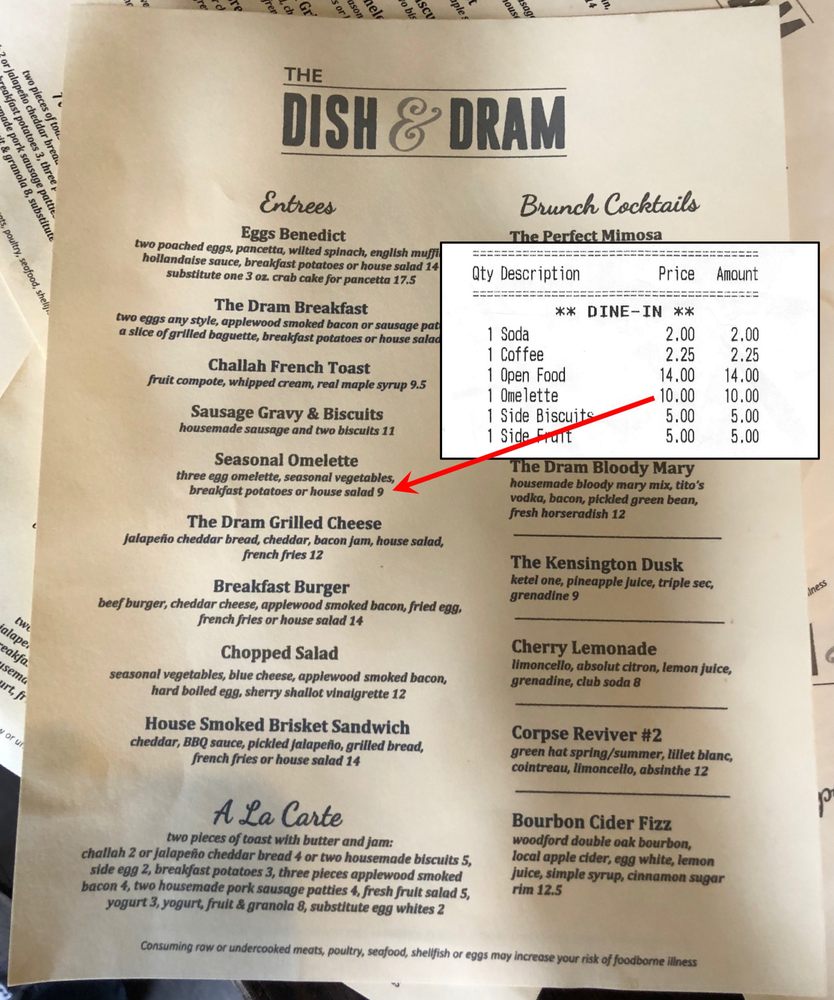 THE
DISH & DRAM
Entrees
Eggs Benedict
two poached eggs, pancetta, wilted spinach, english
hollandaise sauce, breakfast potatoes or house salad 14
substitute one 3 oz. crab cake for pancetta 17.5
The Dram Breakfast
two eggs any style, applewood smoked bacon or sausage
a slice of grilled baguette, breakfast potatoes or house salad
Challah French Toast
fruit compote, whipped cream, real maple syrup 9.5
Sausage Gravy & Biscuits
housemade sausage and two biscuits 11
Seasonal Omelette
three egg omelette, seasonal vegetables,
breakfast potatoes or house salad 9
The Dram Grilled Cheese
jalapeño cheddar bread, cheddar, bacon jam, house salad,
french fries 12
Breakfast Burger
beef burger, cheddar cheese, applewood smoked bacon, fried egg,
french fries or house salad 14
Chopped Salad
seasonal vegetables, blue cheese, applewood smoked bacon,
hard boiled egg, sherry shallot vinaigrette 12
House Smoked Brisket Sandwich
cheddar, BBQ sauce, pickled jalapeño, grilled bread,
french fries or house salad 14
A La Carte
two pieces of toast with butter and jam:
challah 2 or jalapeño cheddar bread 4 or two housemade biscuits 5,
side egg 2, breakfast potatoes 3, three pieces applewood smoked
bacon 4, two housemade pork sausage patties 4, fresh fruit salad 5,
yogurt 3, yogurt, fruit & granola 8, substitute egg whites 2
Brunch Cocktails
The Perfect Mimosa
Qty Description Price Amount
** DINE-IN **
1 Soda 2.00 2.00
1 Coffee 2.25 2.25
1 Open Food 14.00 14.00
1 Omelette 10.00 10.00
1 Side Biscuits 5.00 5.00
1 Side Fruit 5.00 5.00
The Dram Bloody Mary
housemade bloody mary mix, tito's
vodka, bacon, pickled green bean,
fresh horseradish 12
The Kensington Dusk
ketel one, pineapple juice, triple sec,
grenadine 9
Cherry Lemonade
limoncello, absolut citron, lemon juice,
grenadine, club soda 8
Corpse Reviver #2
green hat spring/summer, lillet blanc,
cointreau, limoncello, absinthe 12
Bourbon Cider Fizz
woodford double oak bourbon,
local apple cider, egg white, lemon
juice, simple syrup, cinnamon sugar
rim 12.5
Consuming raw or undercooked meats, poultry, seafood, shellfish or eggs may increase your risk of foodborne illness